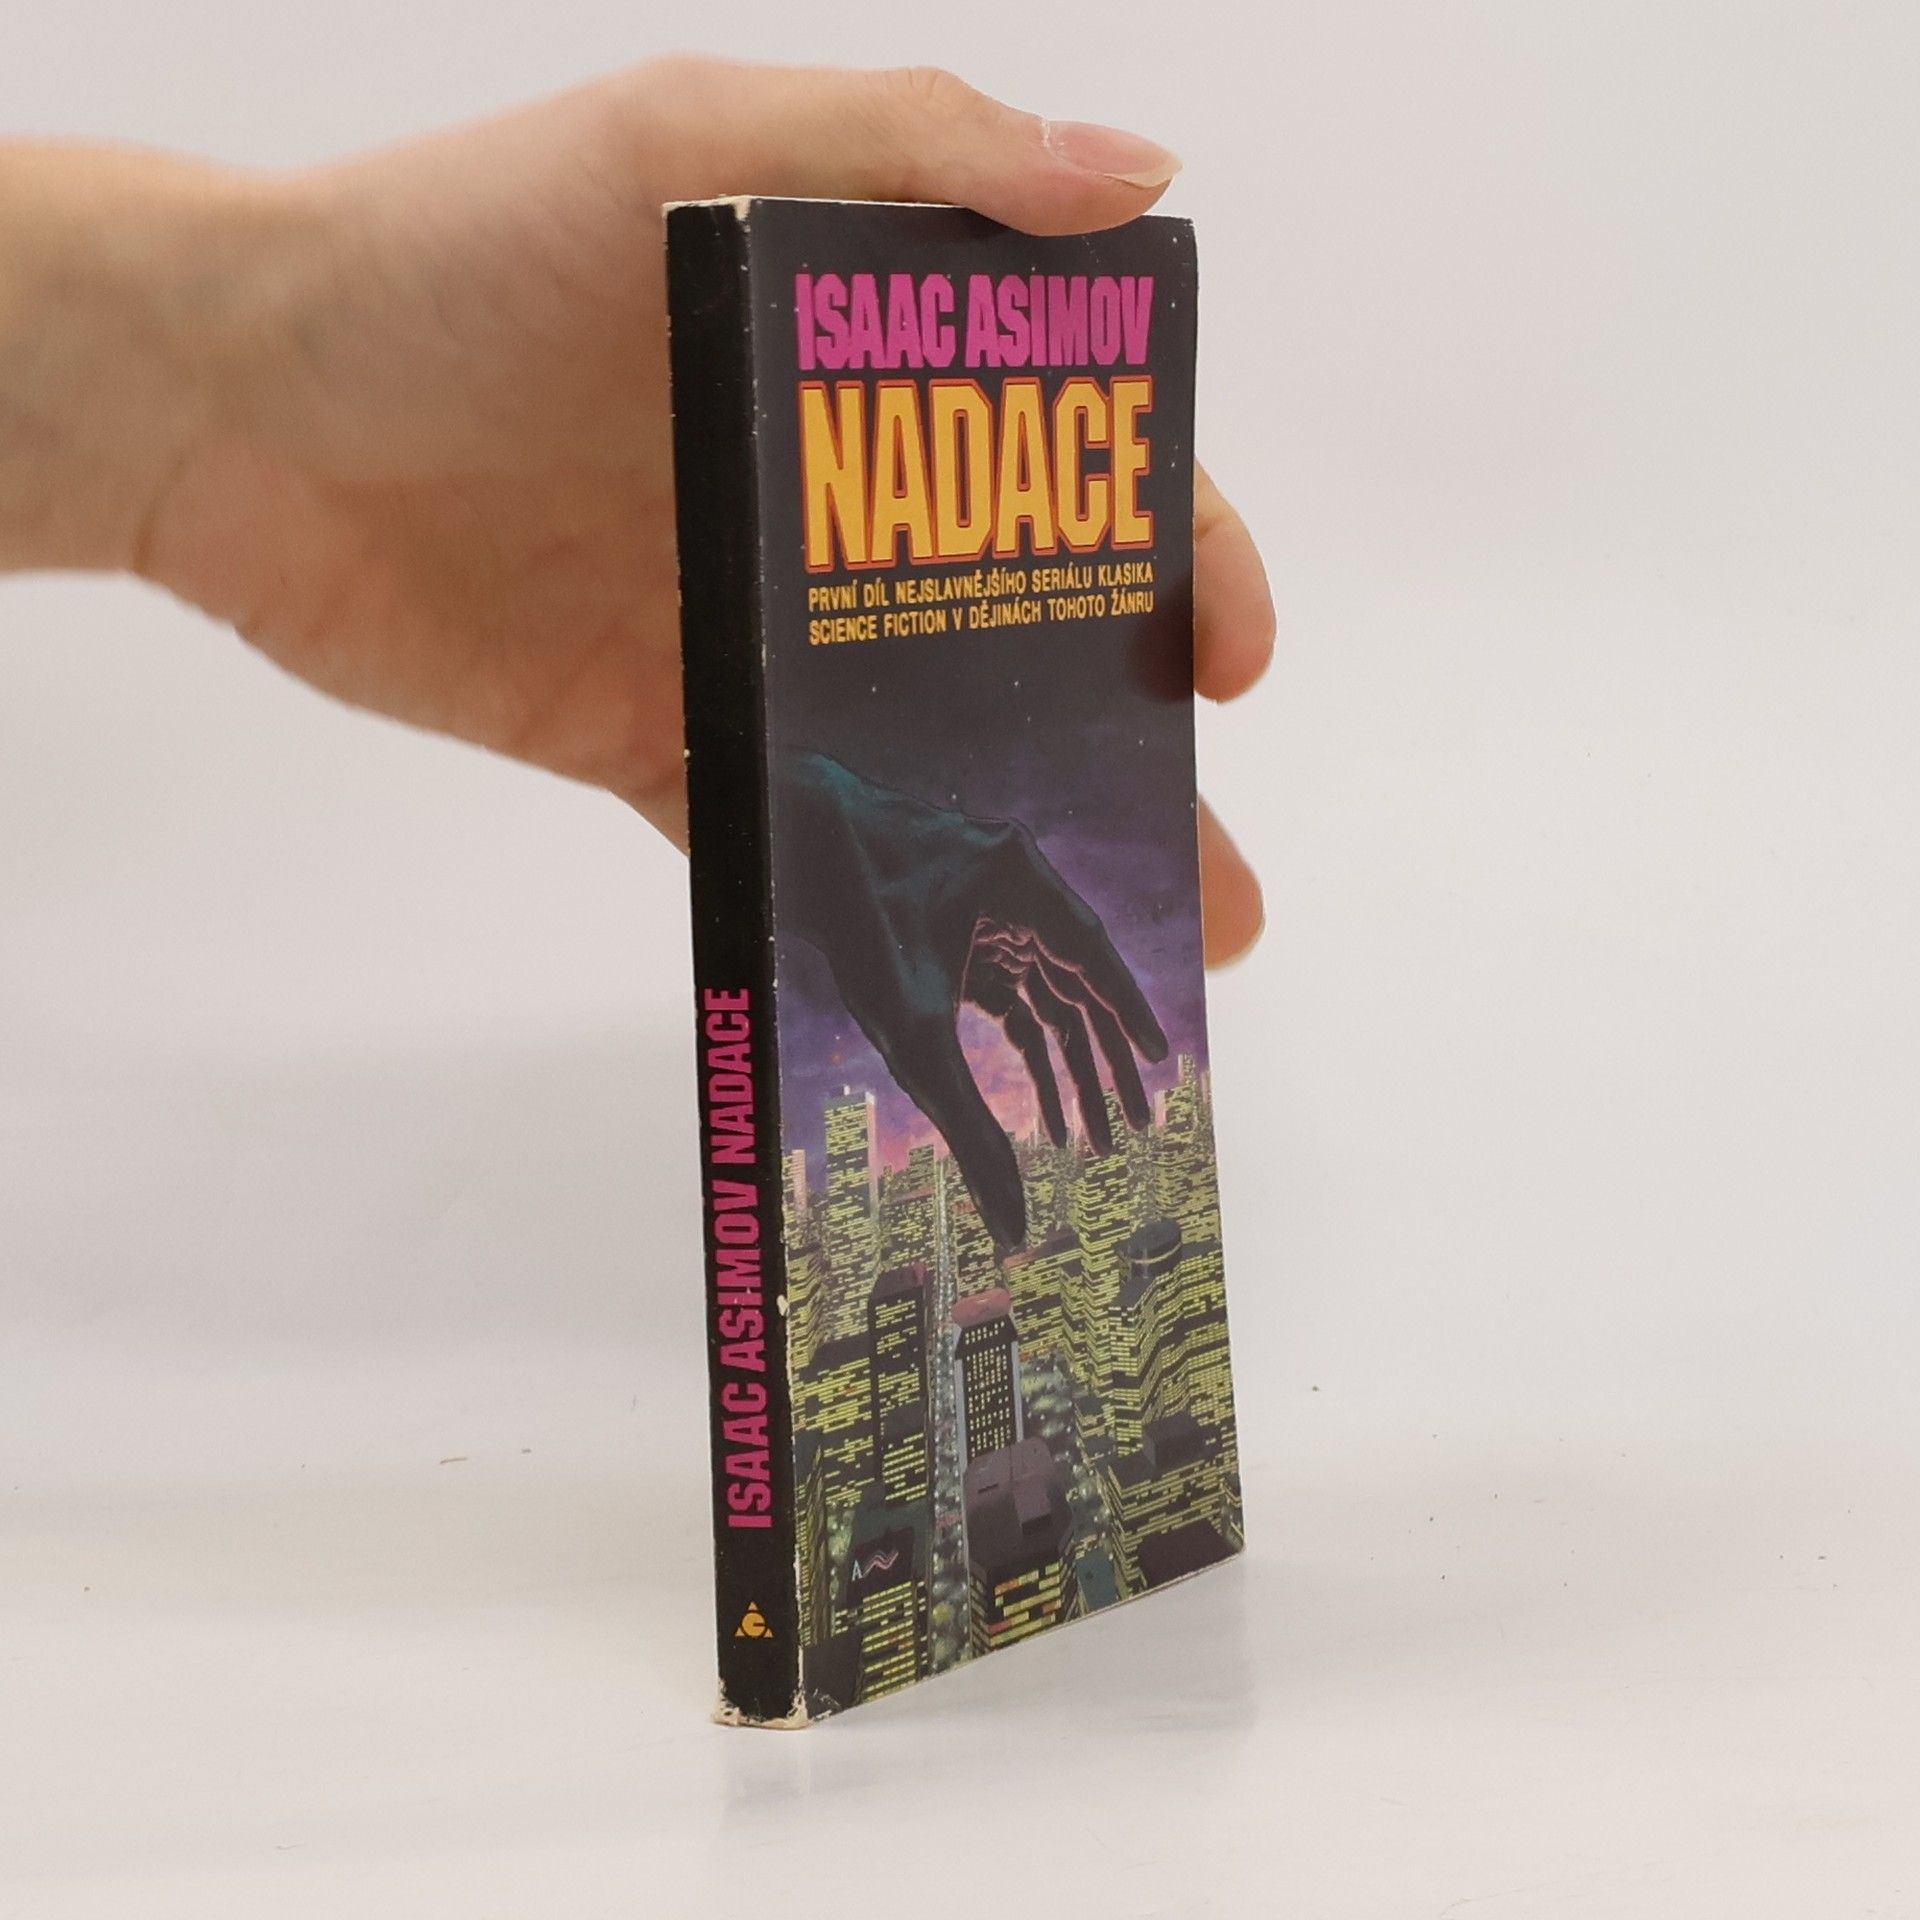 ISAAC ASIMOV
NADACE
PRVNÍ DÍL NEJSLAVNĚJŠÍHO SERIÁLU KLASIKA
SCIENCE FICTION V DĚJINÁCH TOHOTO ŽÁNRU
ISAAC ASIMOV NADACE
A